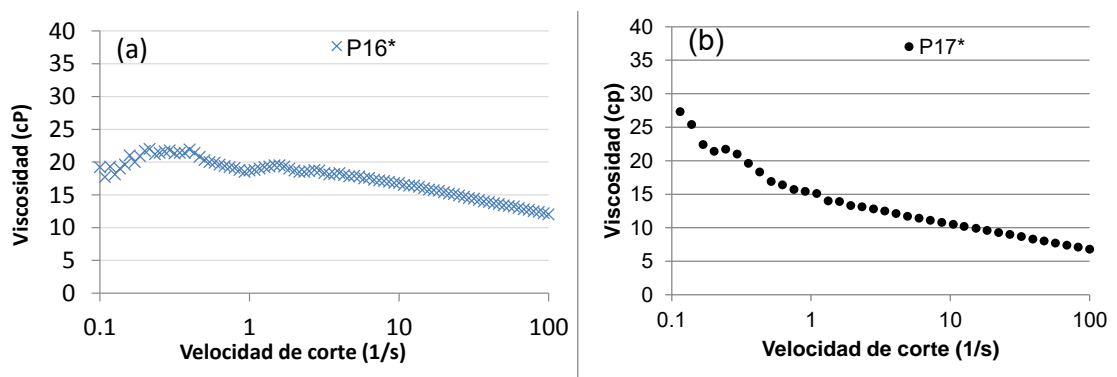 (a)
P16*
40
35
30
25
20
15
10
5
0
Viscosidad (cP)
0.1 1 10 100
Velocidad de corte (1/s)
(b)
P17*
40
35
30
25
20
15
10
5
0
Viscosidad (cp)
0.1 1 10 100
Velocidad de corte (1/s)